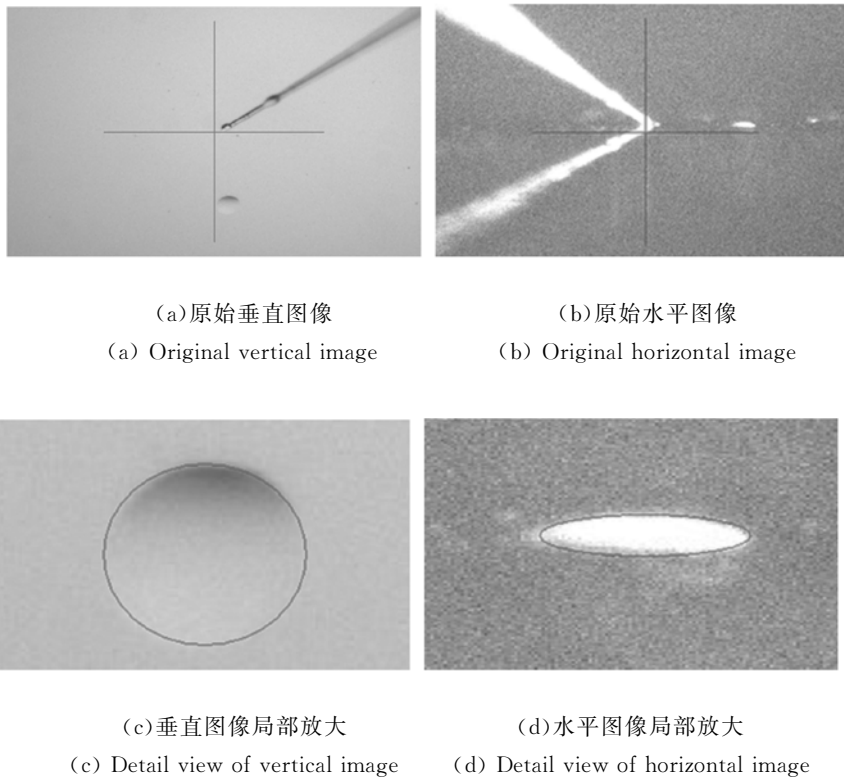 (a)原始垂直图像
(a) Original vertical image
(b)原始水平图像
(b) Original horizontal image
(c)垂直图像局部放大
(c) Detail view of vertical image
(d)水平图像局部放大
(d) Detail view of horizontal image